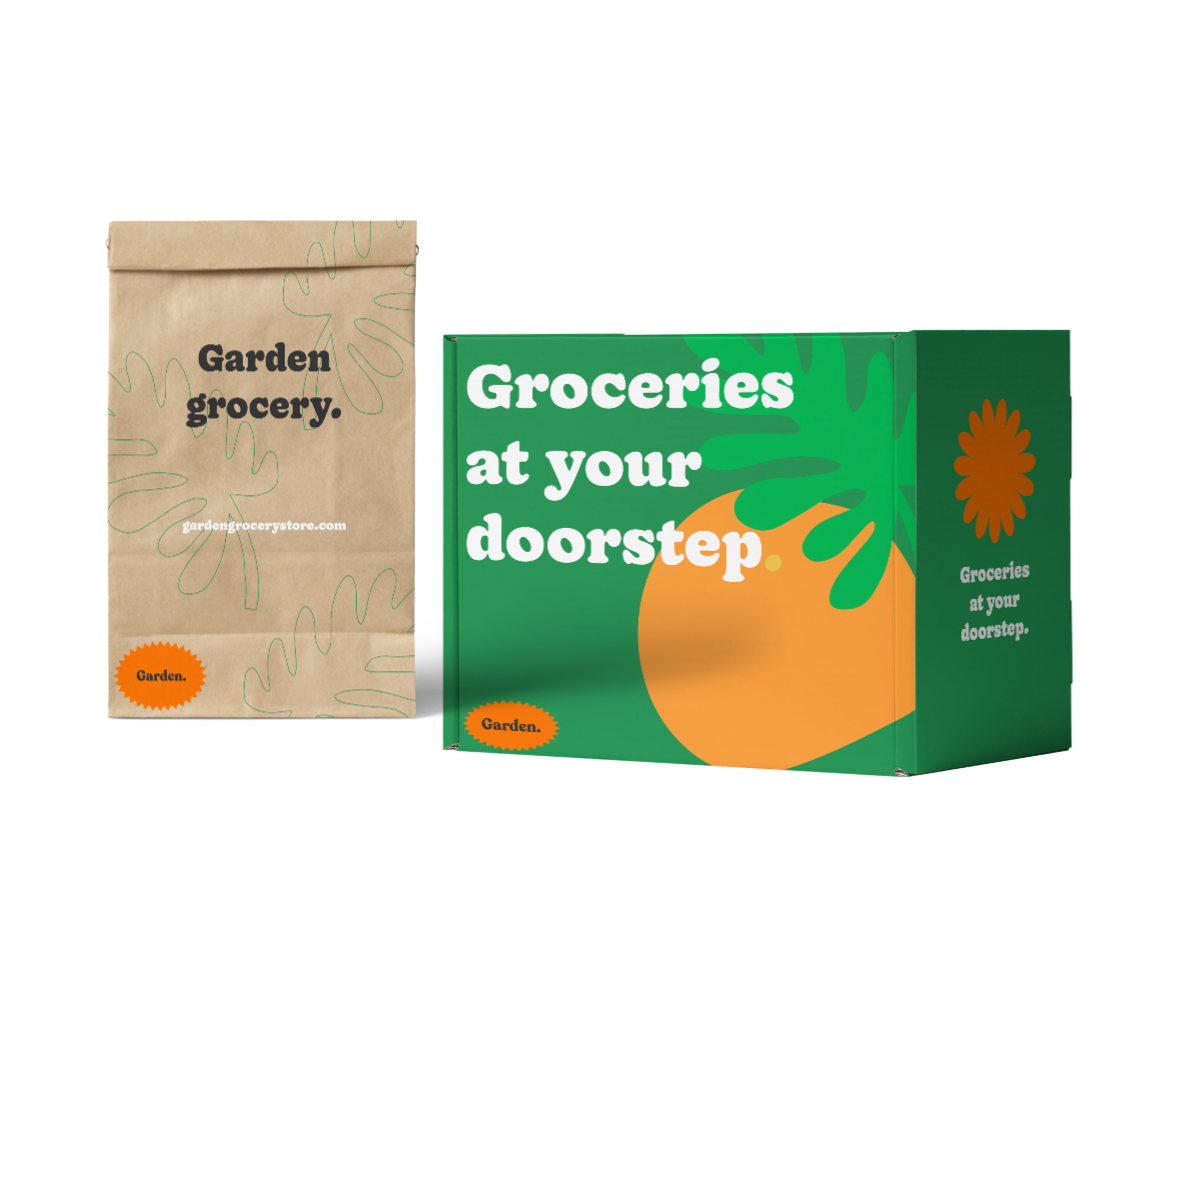 Garden
grocery.
gardengrocerystore.com
Garden.
Groceries
at your
doorstep.
Garden.
Groceries
at your
doorstep.